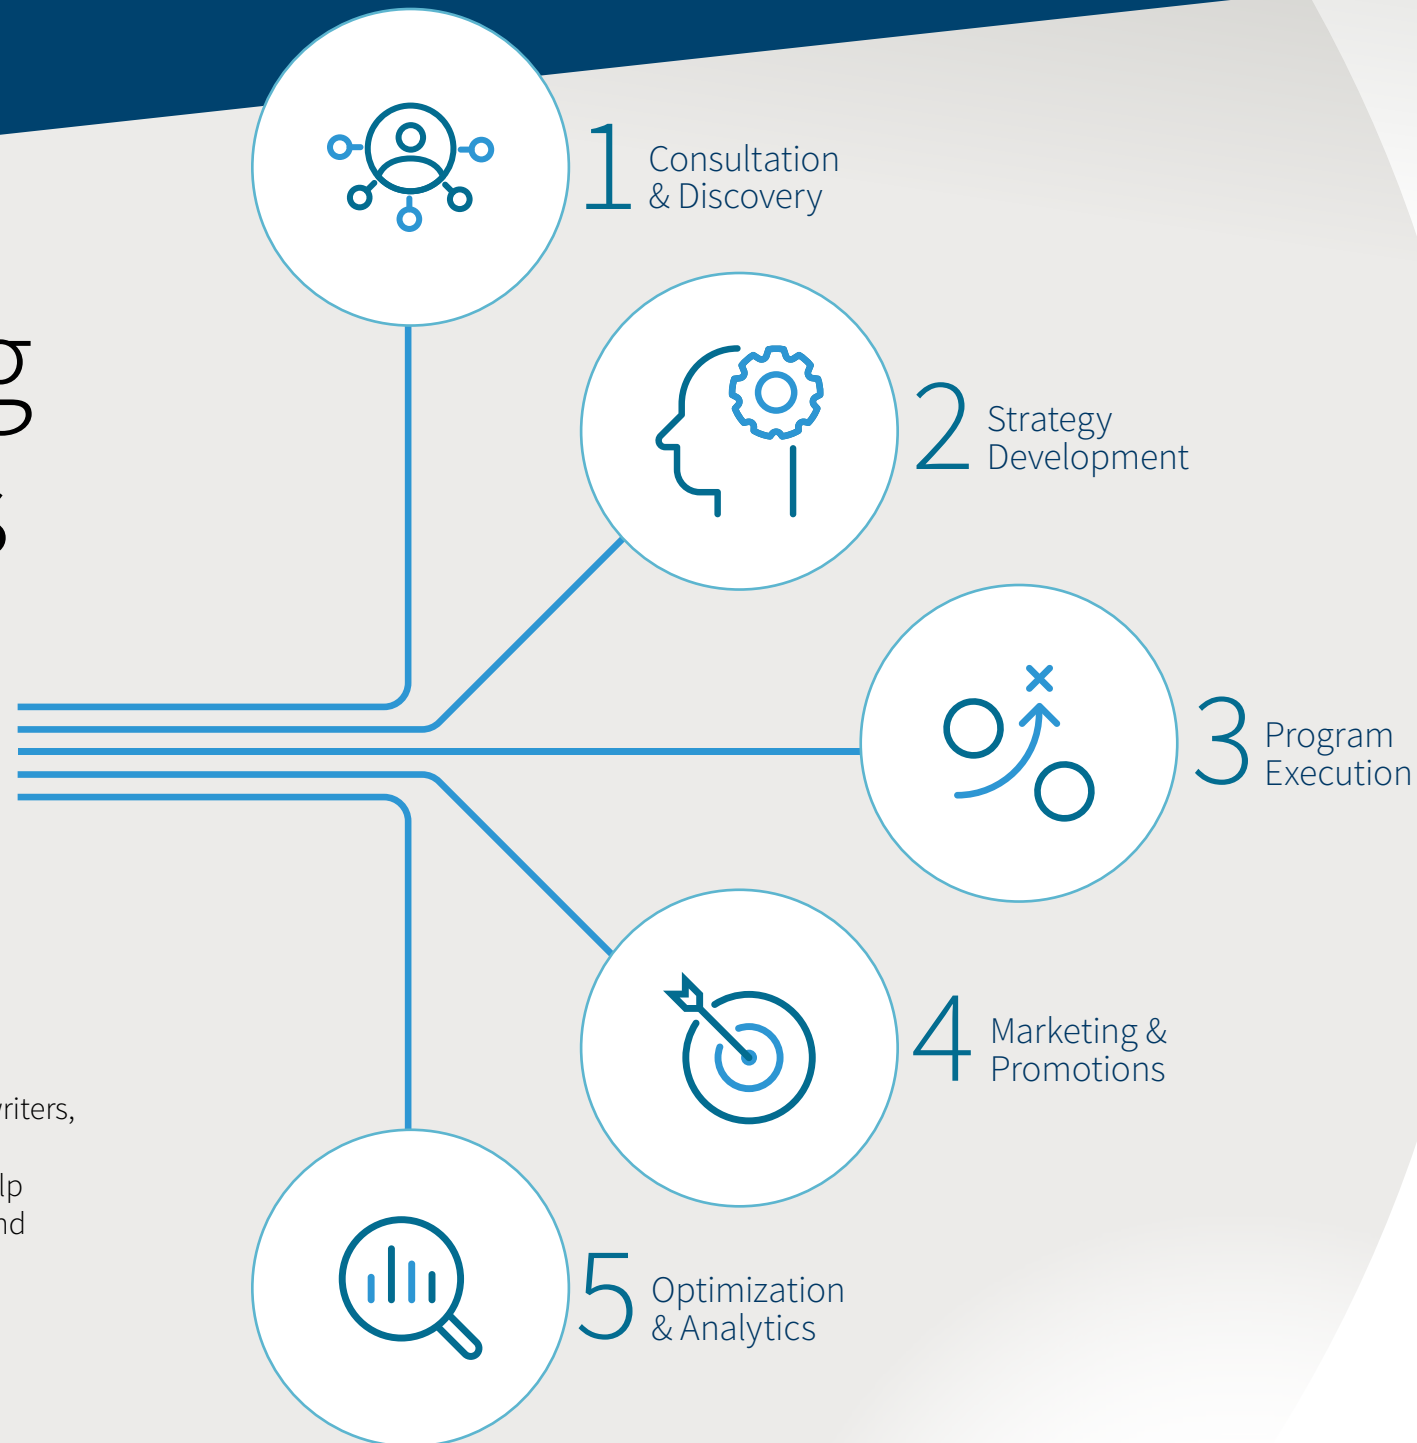 1 Consultation
& Discovery
2 Strategy
Development
3 Program
Execution
4 Marketing &
Promotions
5 Optimization
& Analytics